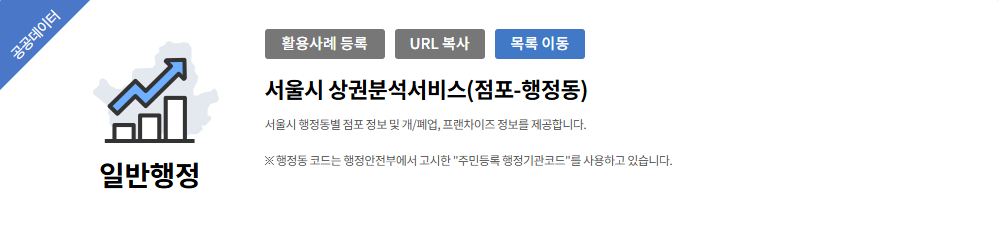 공공데이터
활용사례 등록
URL 복사
목록 이동
서울시 상권분석서비스(점포-행정동)
서울시 행정동별 점포 정보 및 개/폐업, 프랜차이즈 정보를 제공합니다.
※ 행정동 코드는 행정안전부에서 고시한 "주민등록 행정기관코드"를 사용하고 있습니다.
일반행정